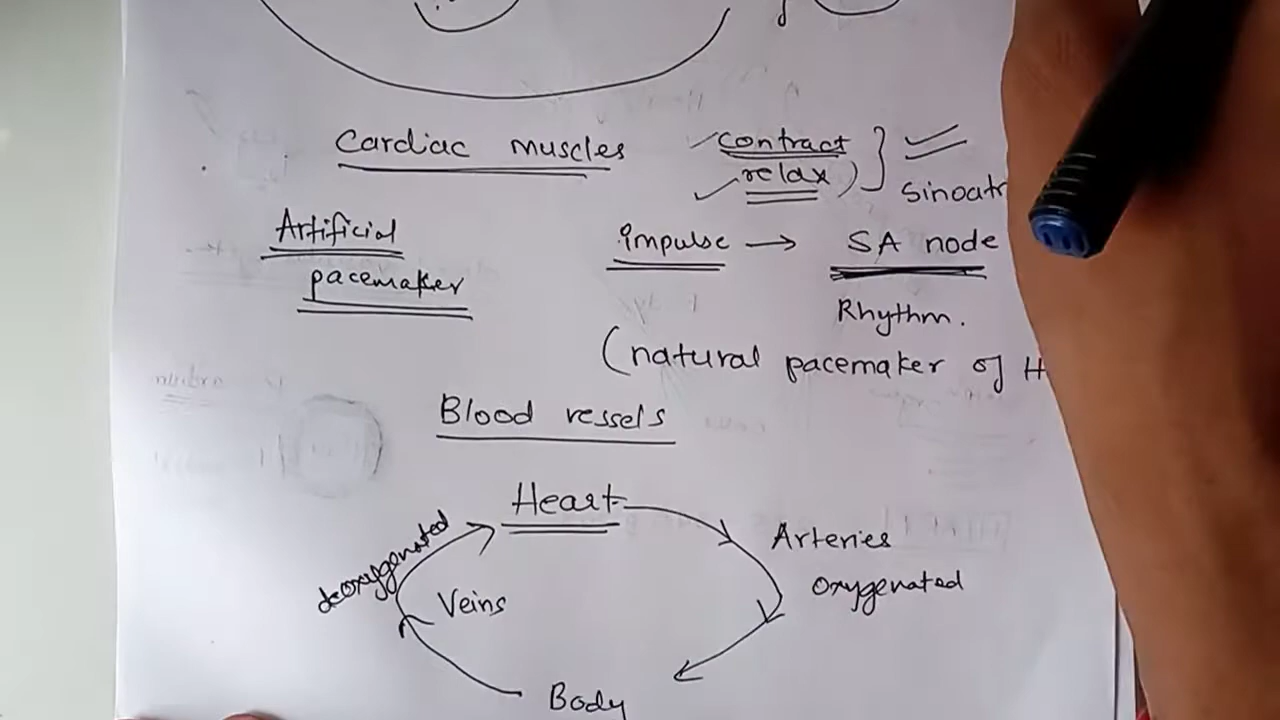 Cardiac muscles
contract
relax
Sinoatr
Artificial
pacemaker
impulse → SA node
Rhythm.
(natural pacemaker of H
Blood vessels
Heart
Arteries
oxygenated
deoxygenated
Veins
Body